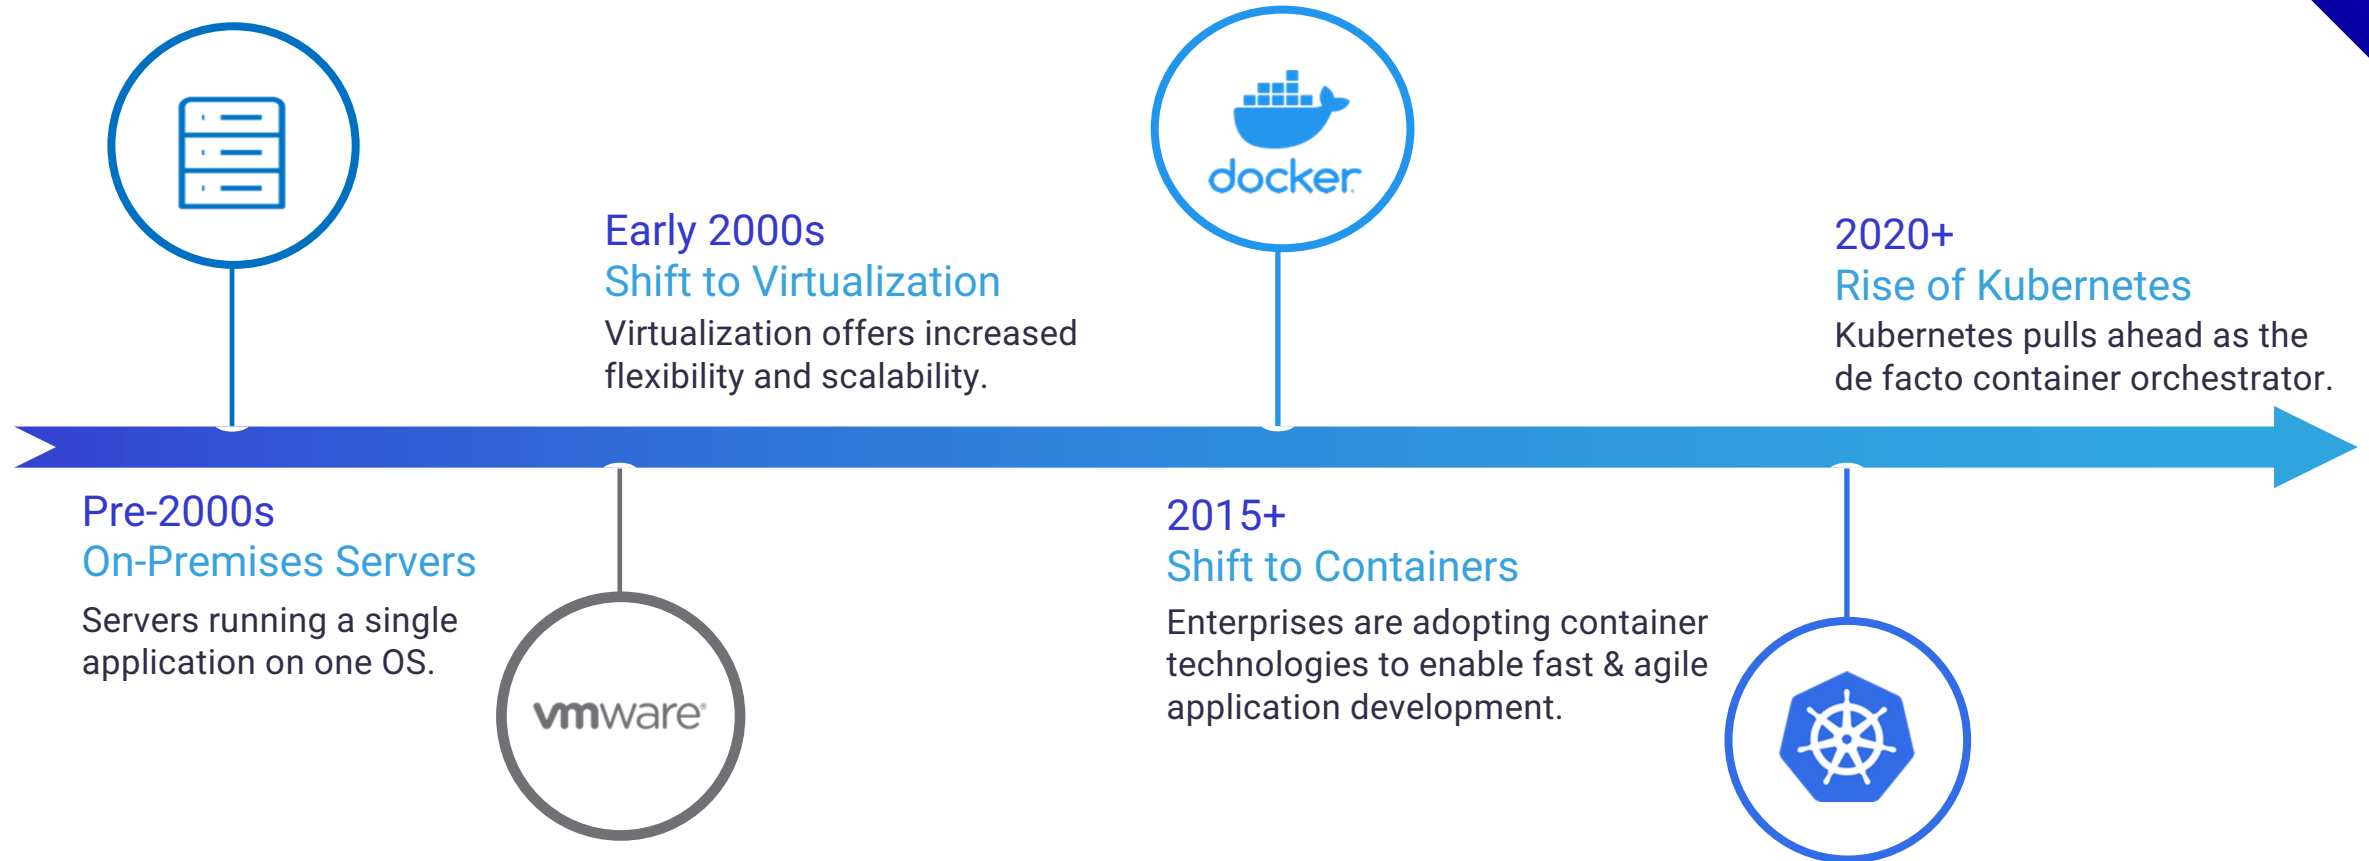 docker
Early 2000s
Shift to Virtualization
Virtualization offers increased
flexibility and scalability.
2020+
Rise of Kubernetes
Kubernetes pulls ahead as the
de facto container orchestrator.
Pre-2000s
On-Premises Servers
Servers running a single
application on one OS.
vmware®
2015+
Shift to Containers
Enterprises are adopting container
technologies to enable fast & agile
application development.